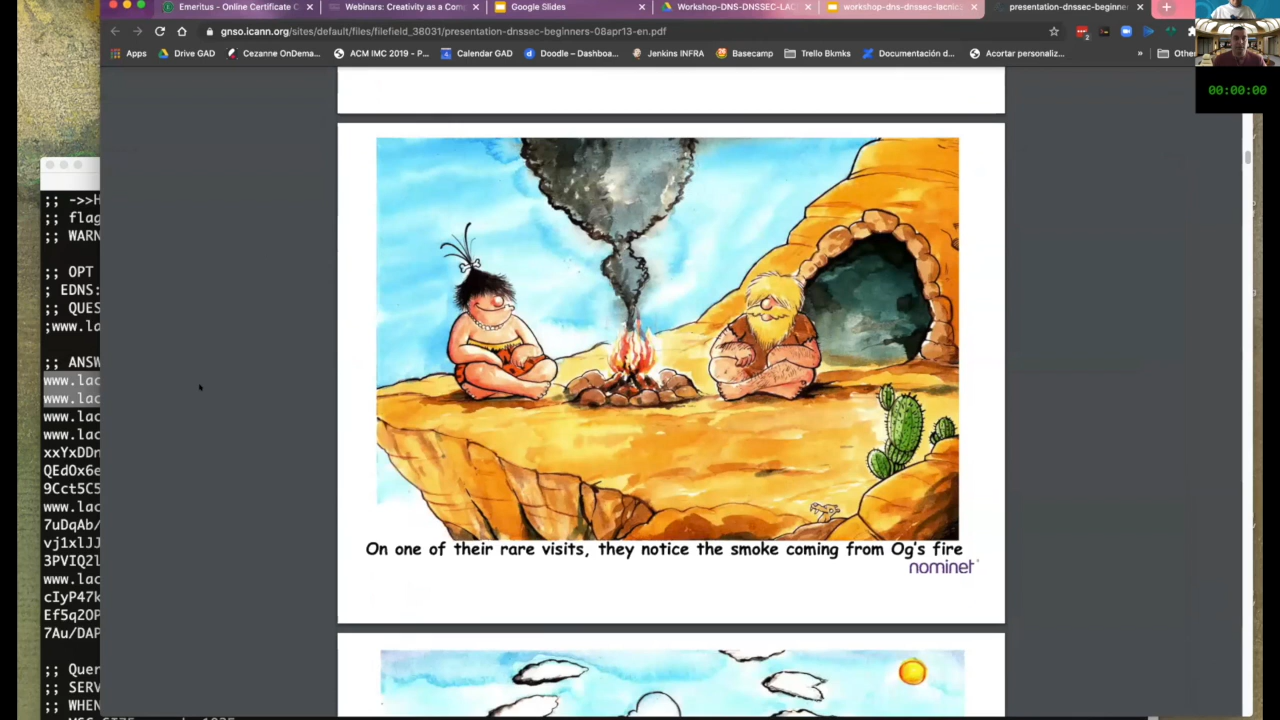 Emeritus - Online Certificate C
Webinars: Creativity as a Com
Google Slides
Workshop-DNS-DNSSEC-LAC
workshop-dns-dnssec-lacnic
presentation-dnssec-beginner
gnso.icann.org/sites/default/files/filefield_38031/presentation-dnssec-beginners-08apr13-en.pdf
Apps
Drive GAD
Cezanne OnDema...
ACM IMC 2019 - P...
Calendar GAD
Doodle – Dashboa...
Jenkins INFRA
Basecamp
Trello Bkmks
Documentación d...
Acortar personaliz...
»
Othe
00:00:00
;; ->>H
;; flag
;; WARN
;; OPT
; EDNS:
;; QUES
;www.la
;; ANSW
www.lac
www.lac
www.lac
www.lac
xxYxDDn
QEdOx6e
9Cct5C5
www.lac
7uDqAb/
vj1xlJJ
3PVIQ2l
www.lac
cIyP47k
Ef5q2OP
7Au/DAP
;; Quer
;; SERV
;; WHEN
On one of their rare visits, they notice the smoke coming from Og's fire
nominet